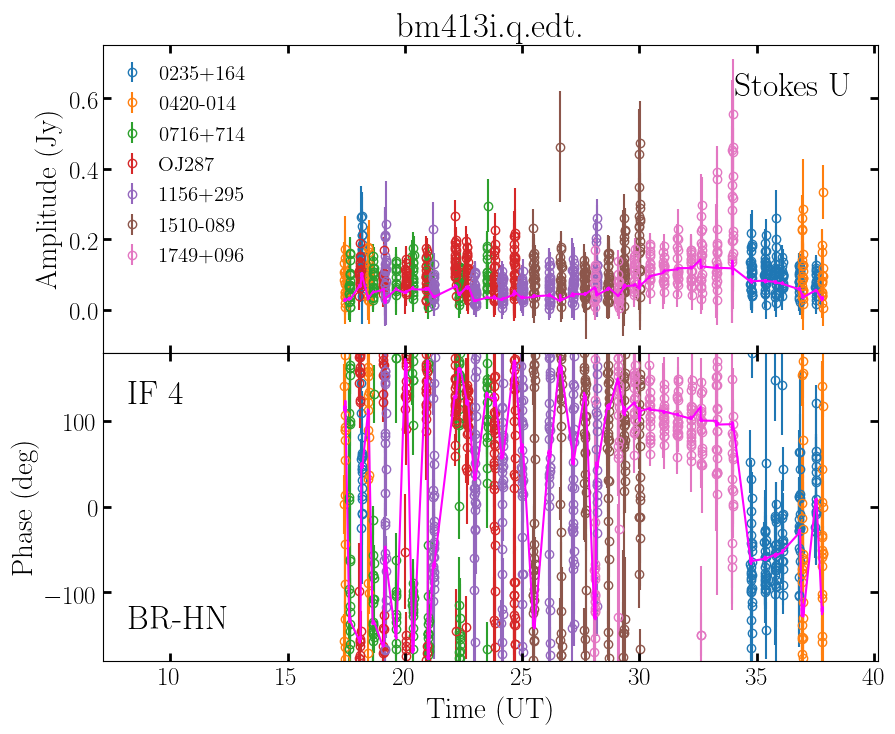 bm413i.q.edt.
Stokes U
0235+164
0420-014
0716+714
OJ287
1156+295
1510-089
1749+096
Amplitude (Jy)
0.6
0.4
0.2
0.0
IF 4
BR-HN
Phase (deg)
100
0
−100
10 15 20 25 30 35 40
Time (UT)